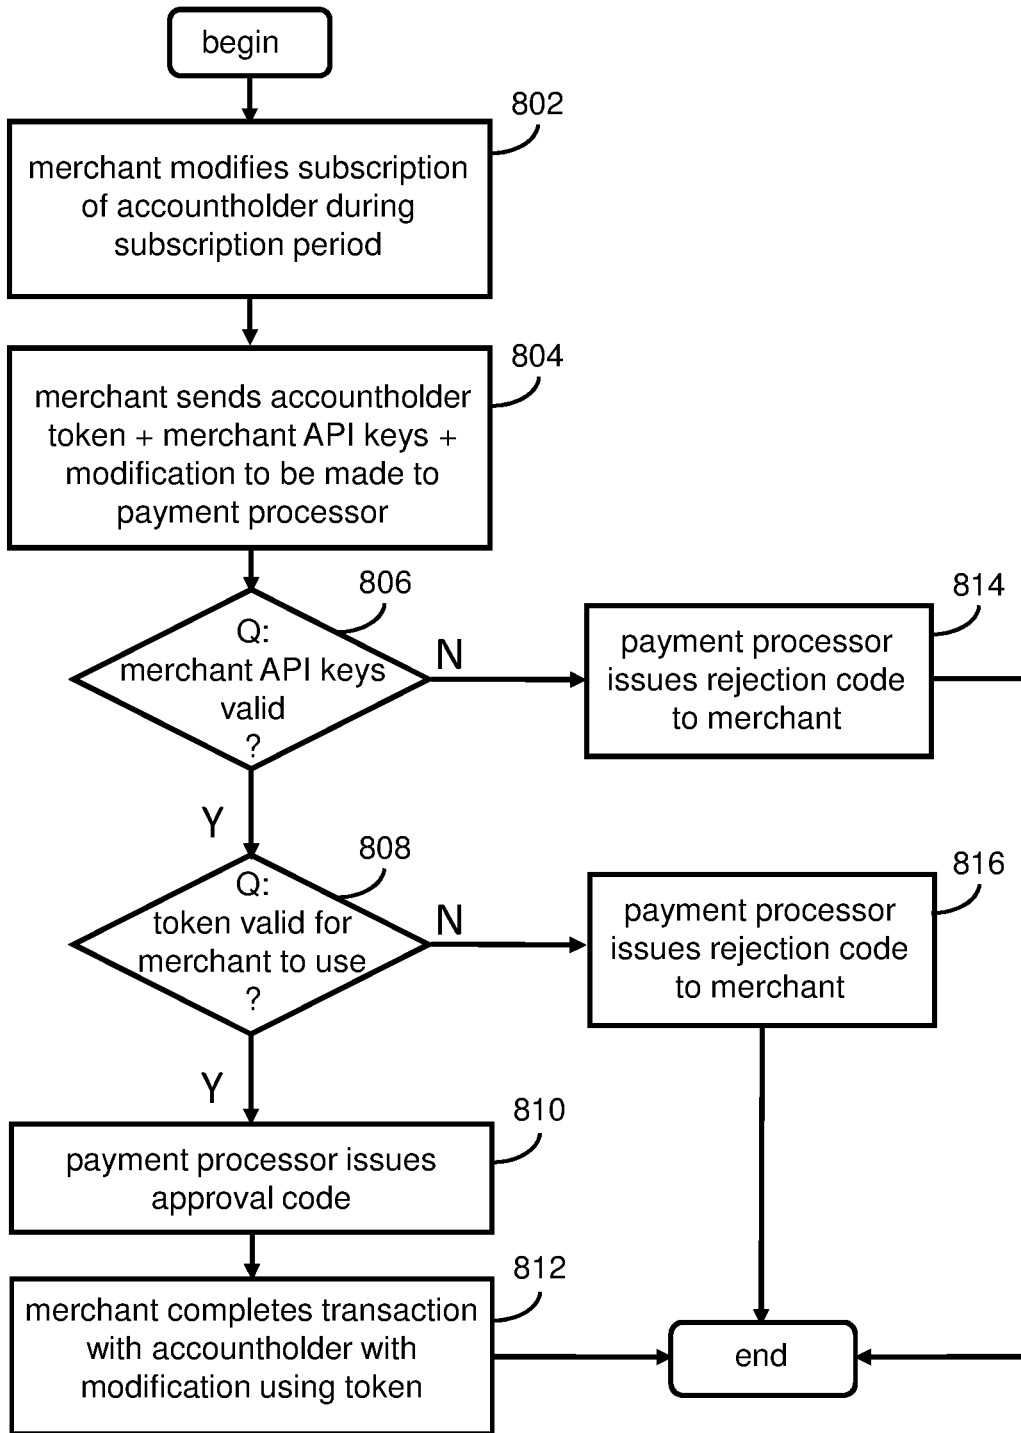 begin
802
merchant modifies subscription
of accountholder during
subscription period
804
merchant sends accountholder
token + merchant API keys +
modification to be made to
payment processor
806
Q:
merchant API keys
valid
?
N
814
payment processor
issues rejection code
to merchant
Y
808
Q:
token valid for
merchant to use
?
N
816
payment processor
issues rejection code
to merchant
Y
810
payment processor issues
approval code
812
merchant completes transaction
with accountholder with
modification using token
end